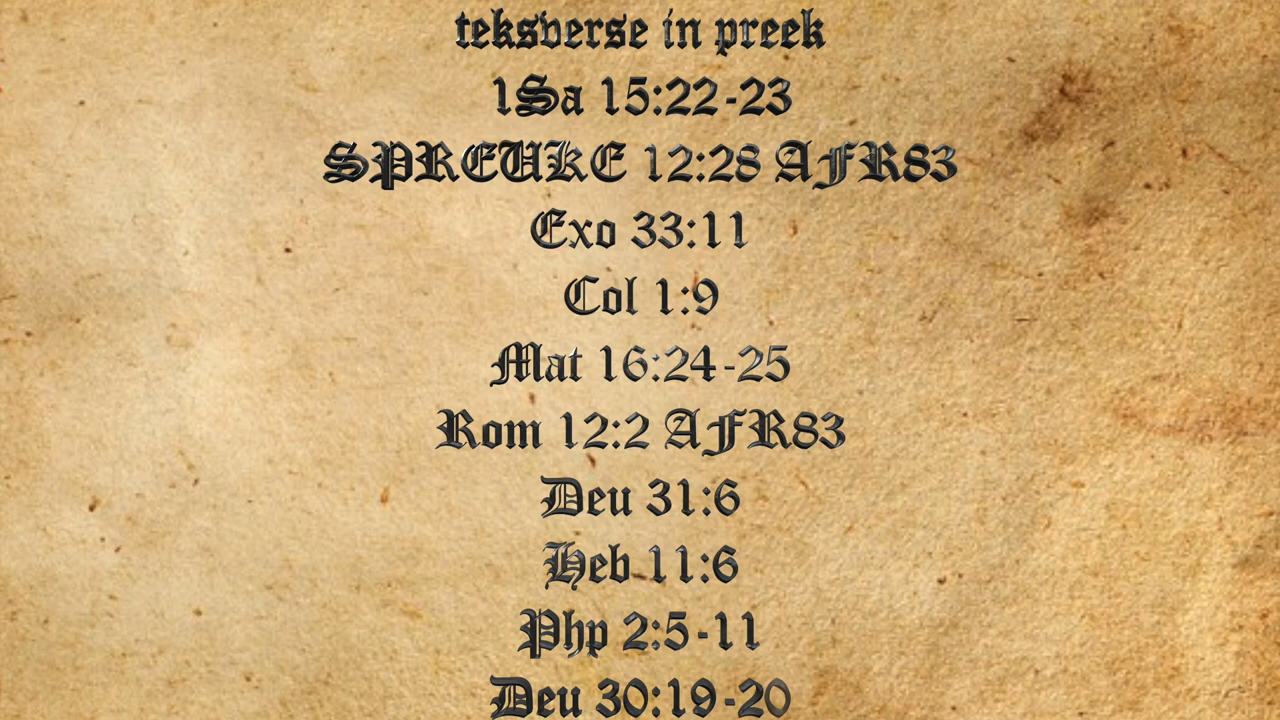 teksverse in preek
1Sa 15:22-23
SPREUKE 12:28 AFR83
Exo 33:11
Col 1:9
Mat 16:24-25
Rom 12:2 AFR83
Deu 31:6
Heb 11:6
Php 2:5-11
Deu 30:19-20